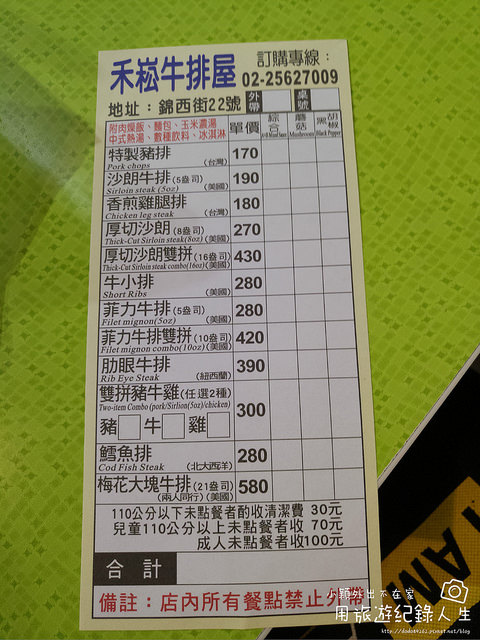 禾崧牛排屋
訂購專線：
02-25627009
地址：錦西街22號
外帶
桌號
附肉燥飯、麵包、玉米濃湯
中式熱湯、數種飲料、冰淇淋
單價
綜合
蘑菇 Mushroom
黑胡椒 Black Pepper
特製豬排 170
Pork chops (台灣)
沙朗牛排(5盎司) 190
Sirloin steak (5oz) (美國)
香煎雞腿排 180
Chicken leg steak (台灣)
厚切沙朗(8盎司) 270
Thick-Cut Sirloin steak(8oz) (美國)
厚切沙朗雙拼(16盎司) 430
Thick-Cut Sirloin steak combo(16oz) (美國)
牛小排 280
Short Ribs (美國)
菲力牛排(5盎司) 280
Filet mignon(5oz) (美國)
菲力牛排雙拼(10盎司) 420
Filet mignon combo(10oz) (美國)
肋眼牛排 390
Rib Eye Steak (紐西蘭)
雙拼豬牛雞(任選2種) 300
Two-item Combo (pork/Sirlion(5oz)/chicken)
豬 牛 雞
鱈魚排 280
Cod Fish Steak (北大西洋)
梅花大塊牛排(21盎司) 580
(兩人同行)(美國)
110公分以下未點餐者酌收清潔費 30元
兒童110公分以上未點餐者收 70元
成人未點餐者收100元
合計
備註：店內所有餐點禁止外帶
小穎外出不在家
用旅遊紀錄人生